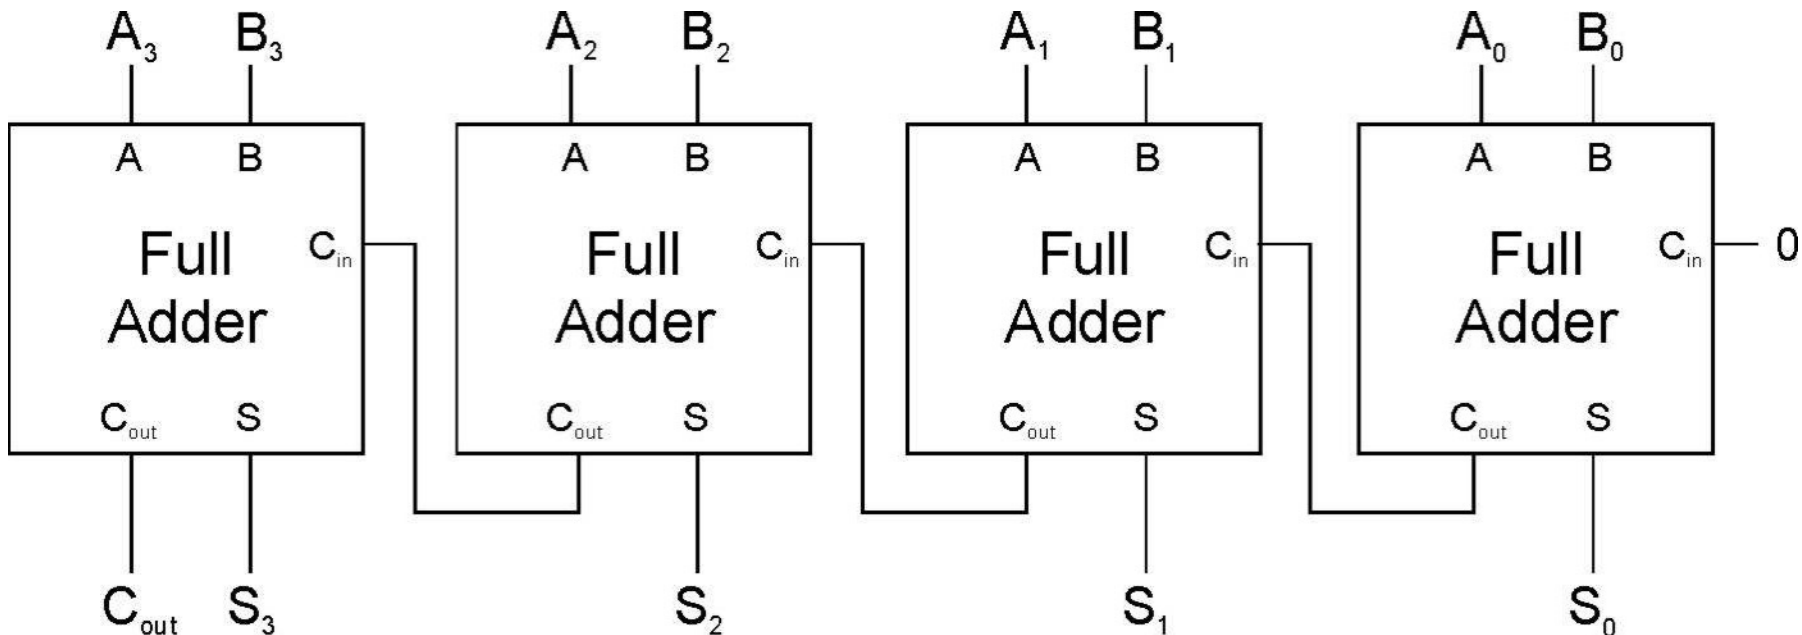 A₃ B₃ A₂ B₂ A₁ B₁ A₀ B₀
A B A B A B A B
Full Full Full Full
Cin Cin Cin Cin 0
Adder Adder Adder Adder
Cout S Cout S Cout S Cout S
Cout S₃ S₂ S₁ S₀